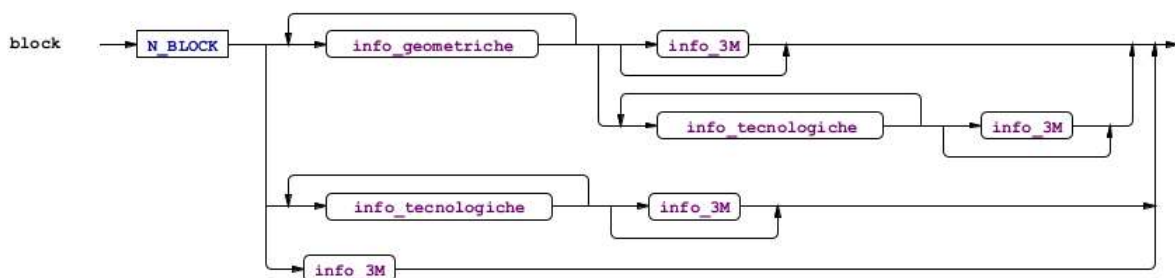 block N_BLOCK info_geometriche info_3M
info_tecnologiche info_3M
info_tecnologiche info_3M
info_3M